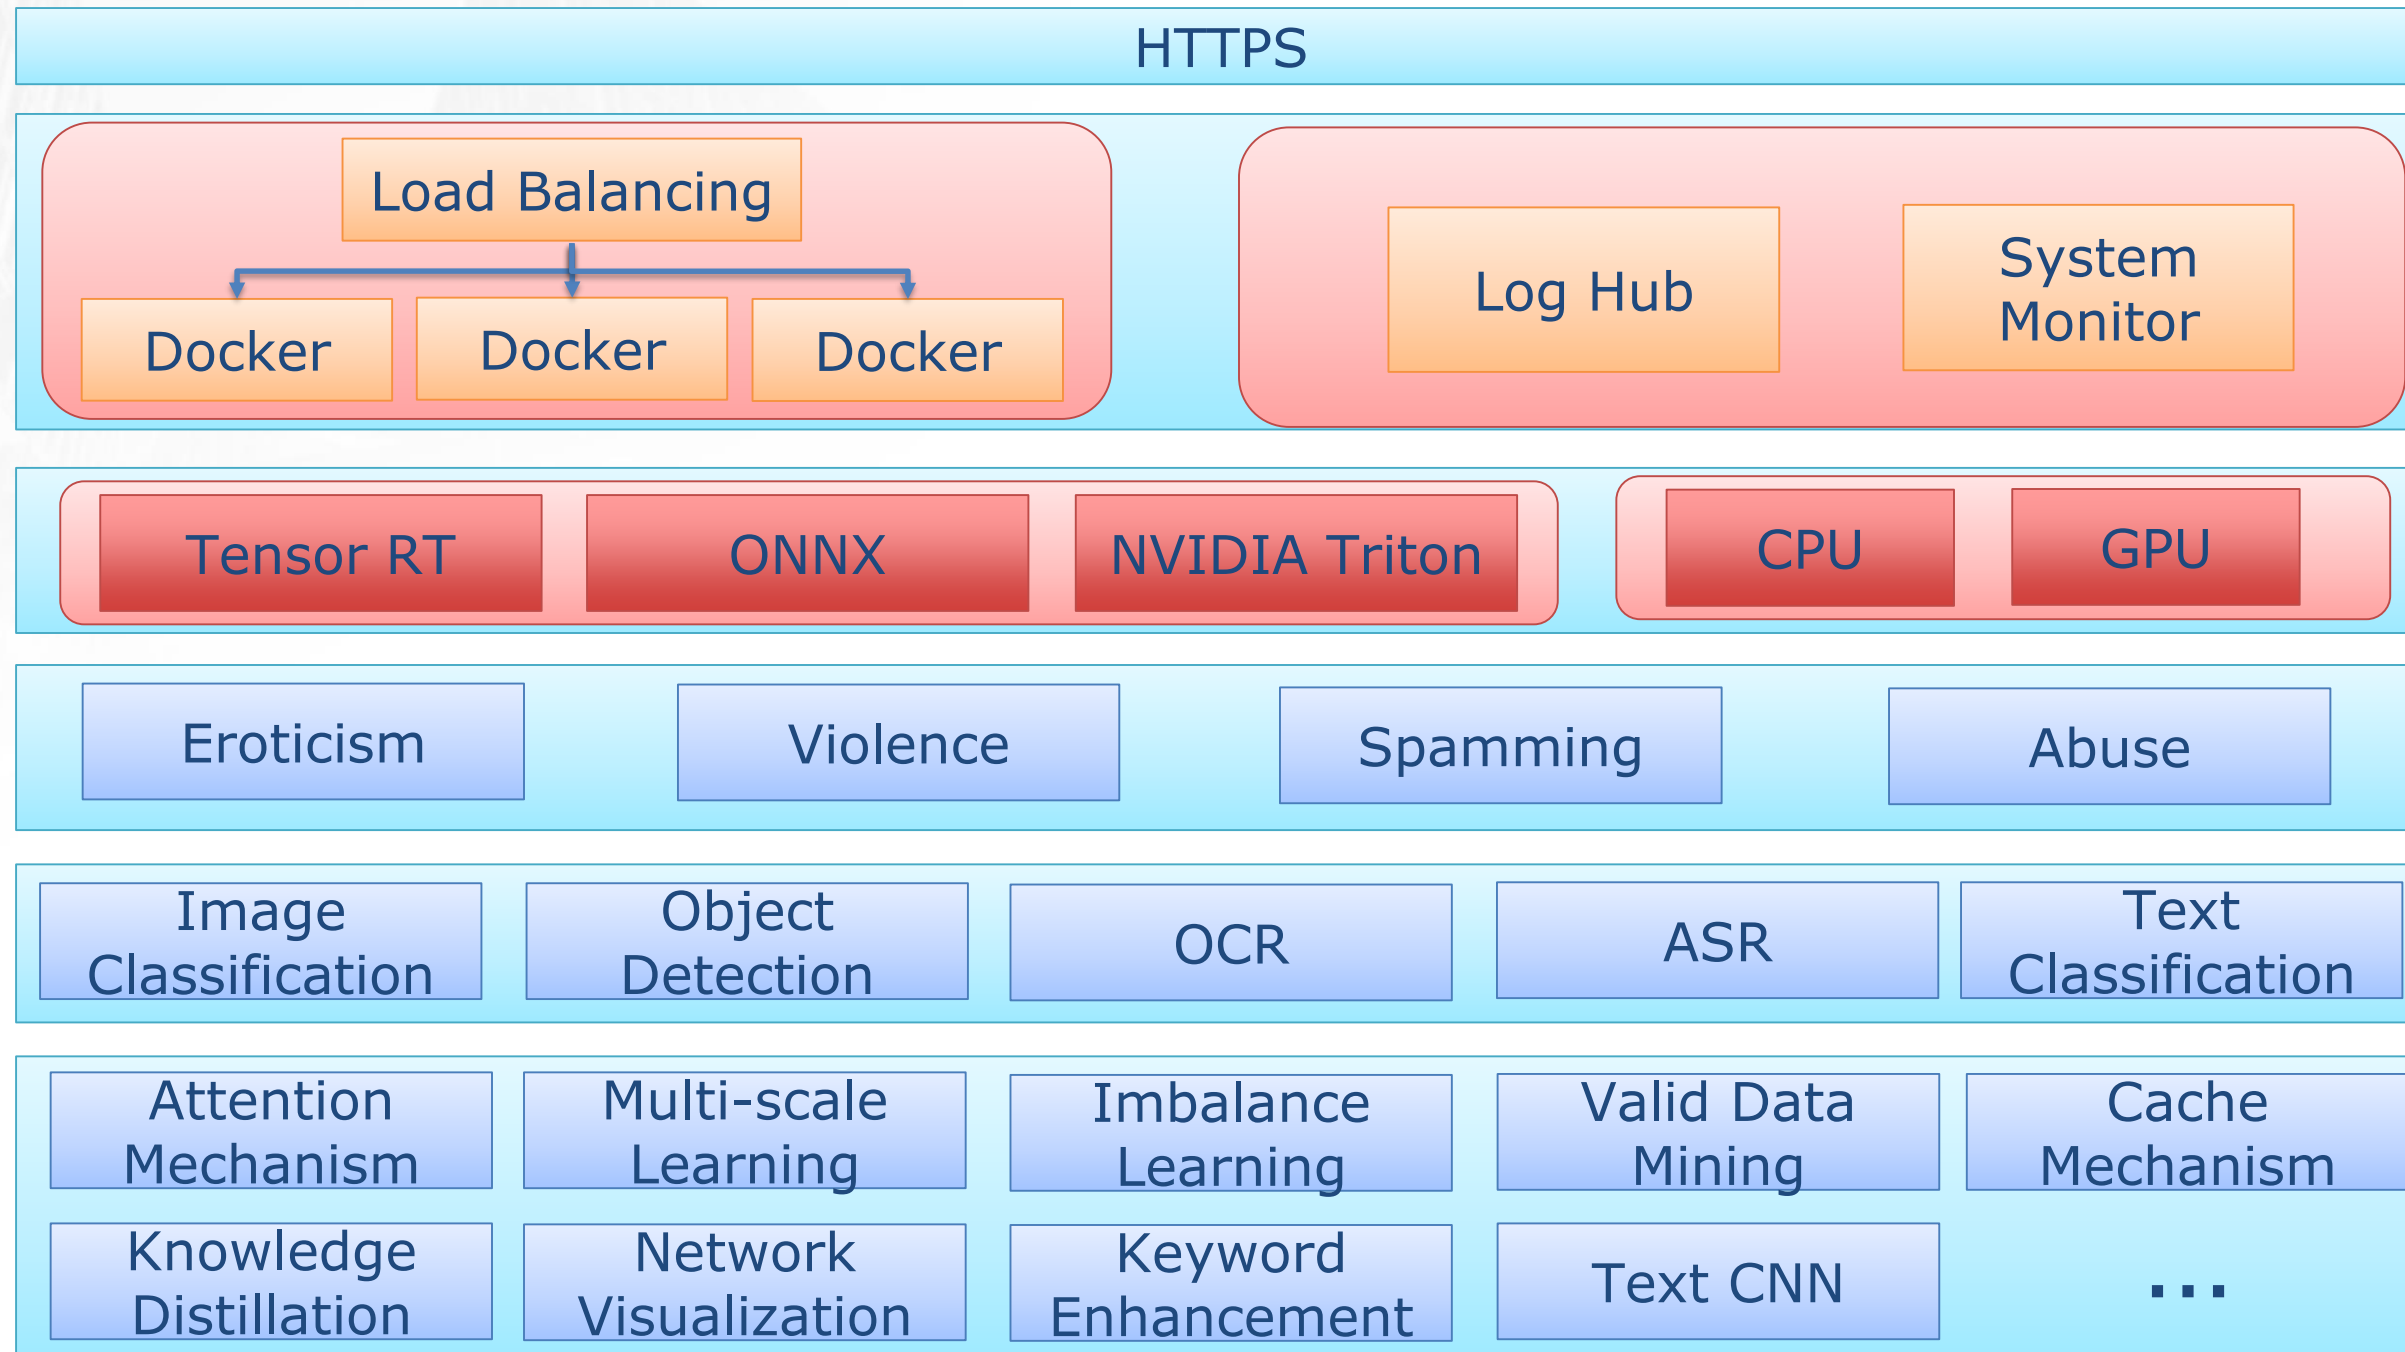 HTTPS
Load Balancing
Docker
Docker
Docker
Log Hub
System
Monitor
Tensor RT
ONNX
NVIDIA Triton
CPU
GPU
Eroticism
Violence
Spamming
Abuse
Image
Classification
Object
Detection
OCR
ASR
Text
Classification
Attention
Mechanism
Multi-scale
Learning
Imbalance
Learning
Valid Data
Mining
Cache
Mechanism
Knowledge
Distillation
Network
Visualization
Keyword
Enhancement
Text CNN
...